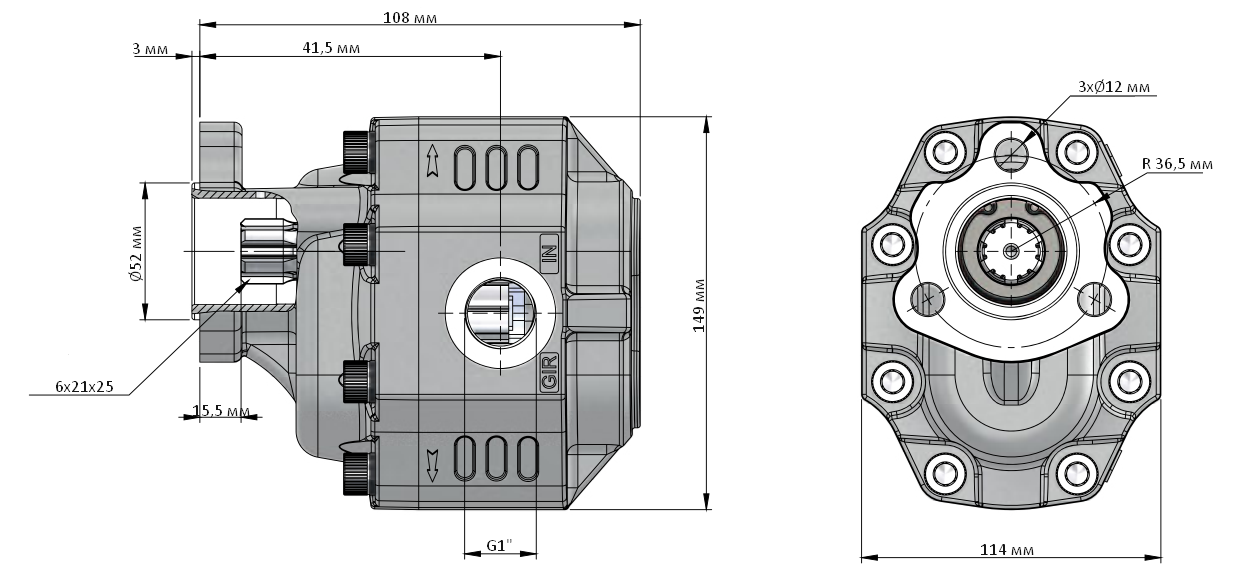 108 мм
3 мм
41,5 мм
3xØ12 мм
R 36,5 мм
Ø52 мм
IN
149 мм
GIR
6x21x25
15,5 мм
G1"
114 мм